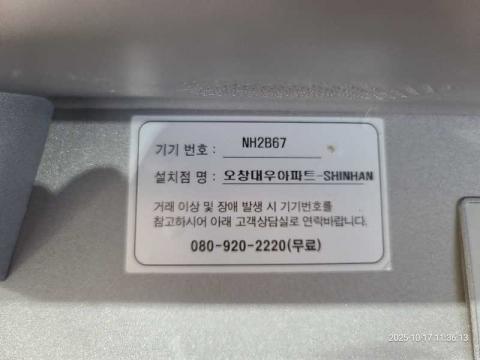 기기 번호 : NH2B67
설치점 명 : 오창대우아파트-SHINHAN
거래 이상 및 장애 발생 시 기기번호를
참고하시어 아래 고객상담실로 연락바랍니다.
080-920-2220(무료)
2025-10-17 11:36:13